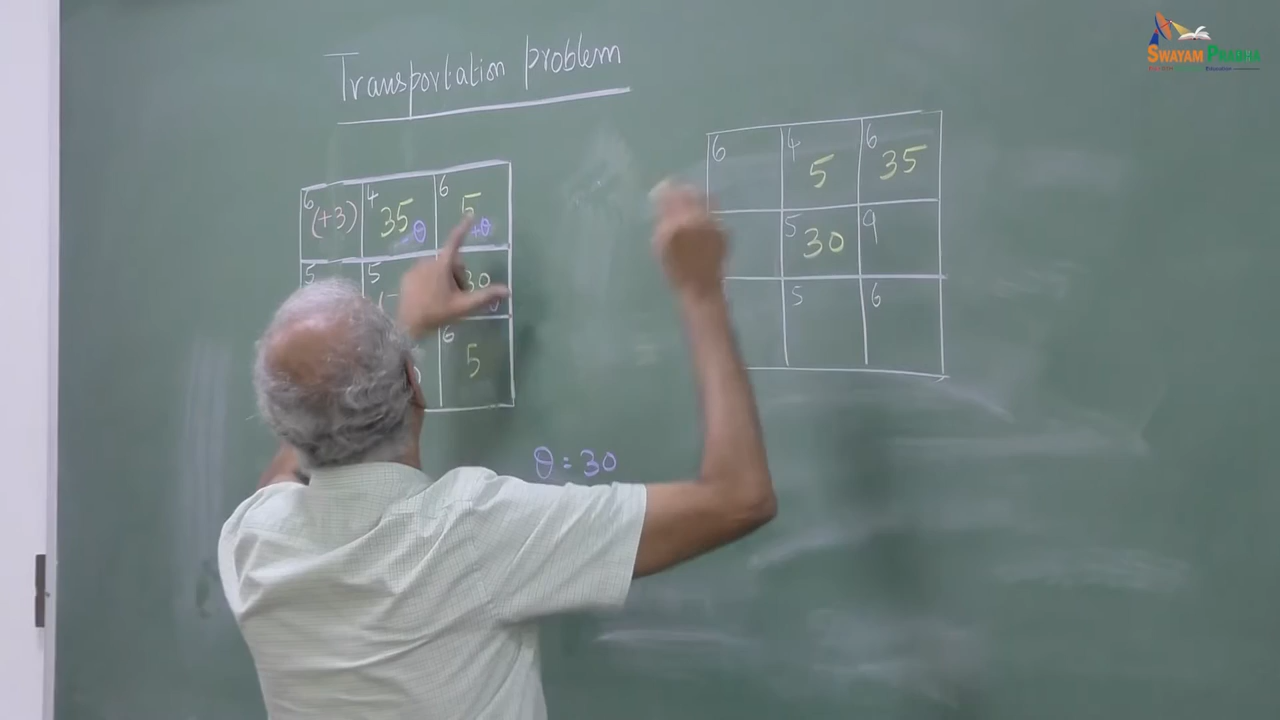 SWAYAM PRABHA
Transportation problem
6 (+3) 4 35 -θ 6 5 +θ
5 5 30
6 5
θ = 30
6 4 5 6 35
5 30 9
5 6